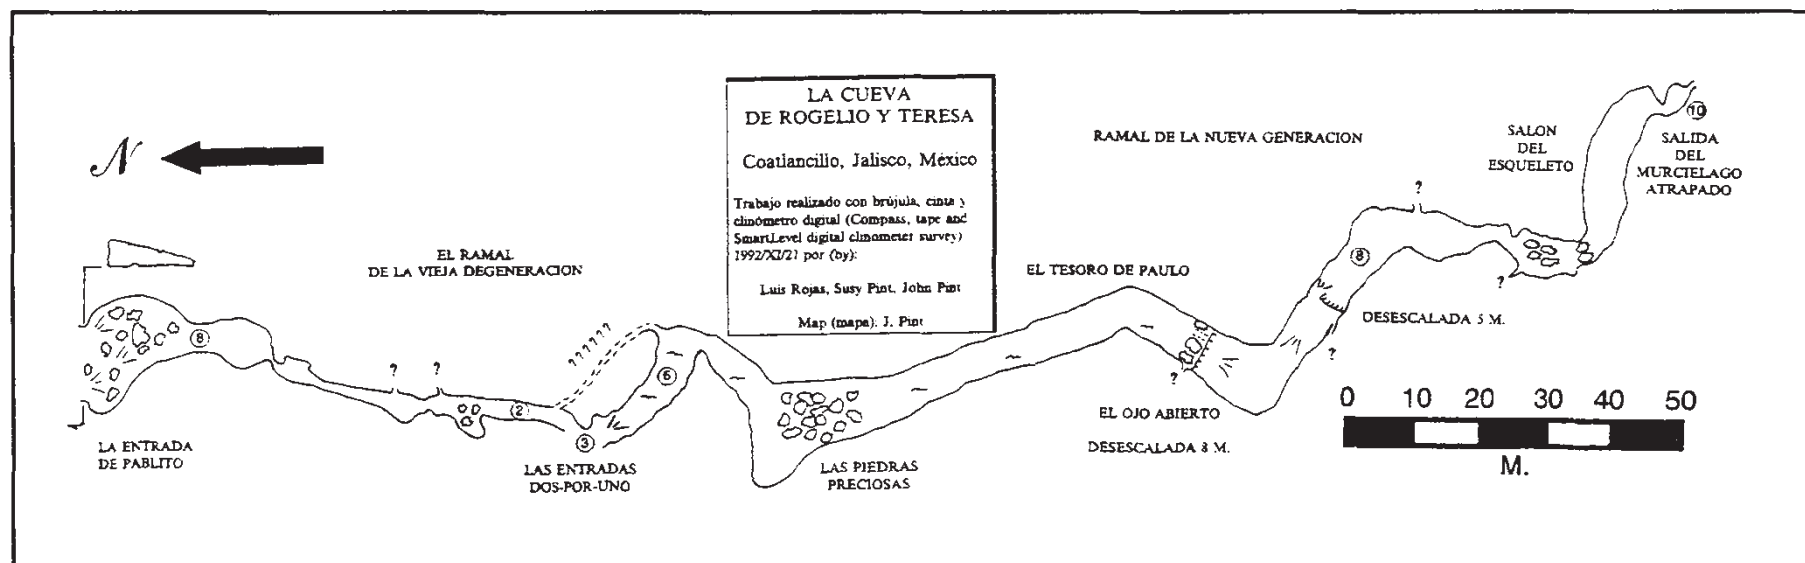 LA CUEVA
DE ROGELIO Y TERESA
Coatlancillo, Jalisco, México
Trabajo realizado con brújula, cinta y
clinómetro digital (Compass, tape and
SmartLevel digital clinometer survey)
1992/XI/21 por (by):
Luis Rojas, Susy Pint, John Pint
Map (mapa): J. Pint
N
EL RAMAL
DE LA VIEJA DEGENERACION
LA ENTRADA
DE PABLITO
8
?
?
2
??????
3
6
LAS ENTRADAS
DOS-POR-UNO
LAS PIEDRAS
PRECIOSAS
EL TESORO DE PAULO
?
EL OJO ABIERTO
DESESCALADA 8 M.
RAMAL DE LA NUEVA GENERACION
8
?
?
?
DESESCALADA 5 M.
SALON
DEL
ESQUELETO
10
SALIDA
DEL
MURCIELAGO
ATRAPADO
0 10 20 30 40 50
M.